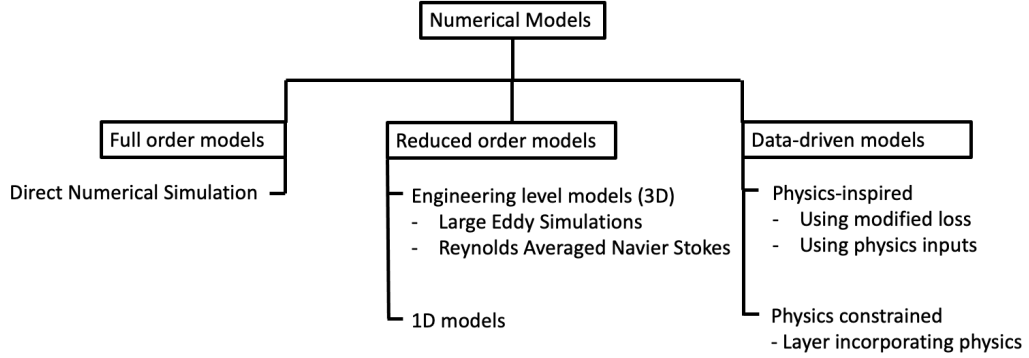 Numerical Models
Full order models
Direct Numerical Simulation
Reduced order models
Engineering level models (3D)
- Large Eddy Simulations
- Reynolds Averaged Navier Stokes
1D models
Data-driven models
Physics-inspired
- Using modified loss
- Using physics inputs
Physics constrained
- Layer incorporating physics